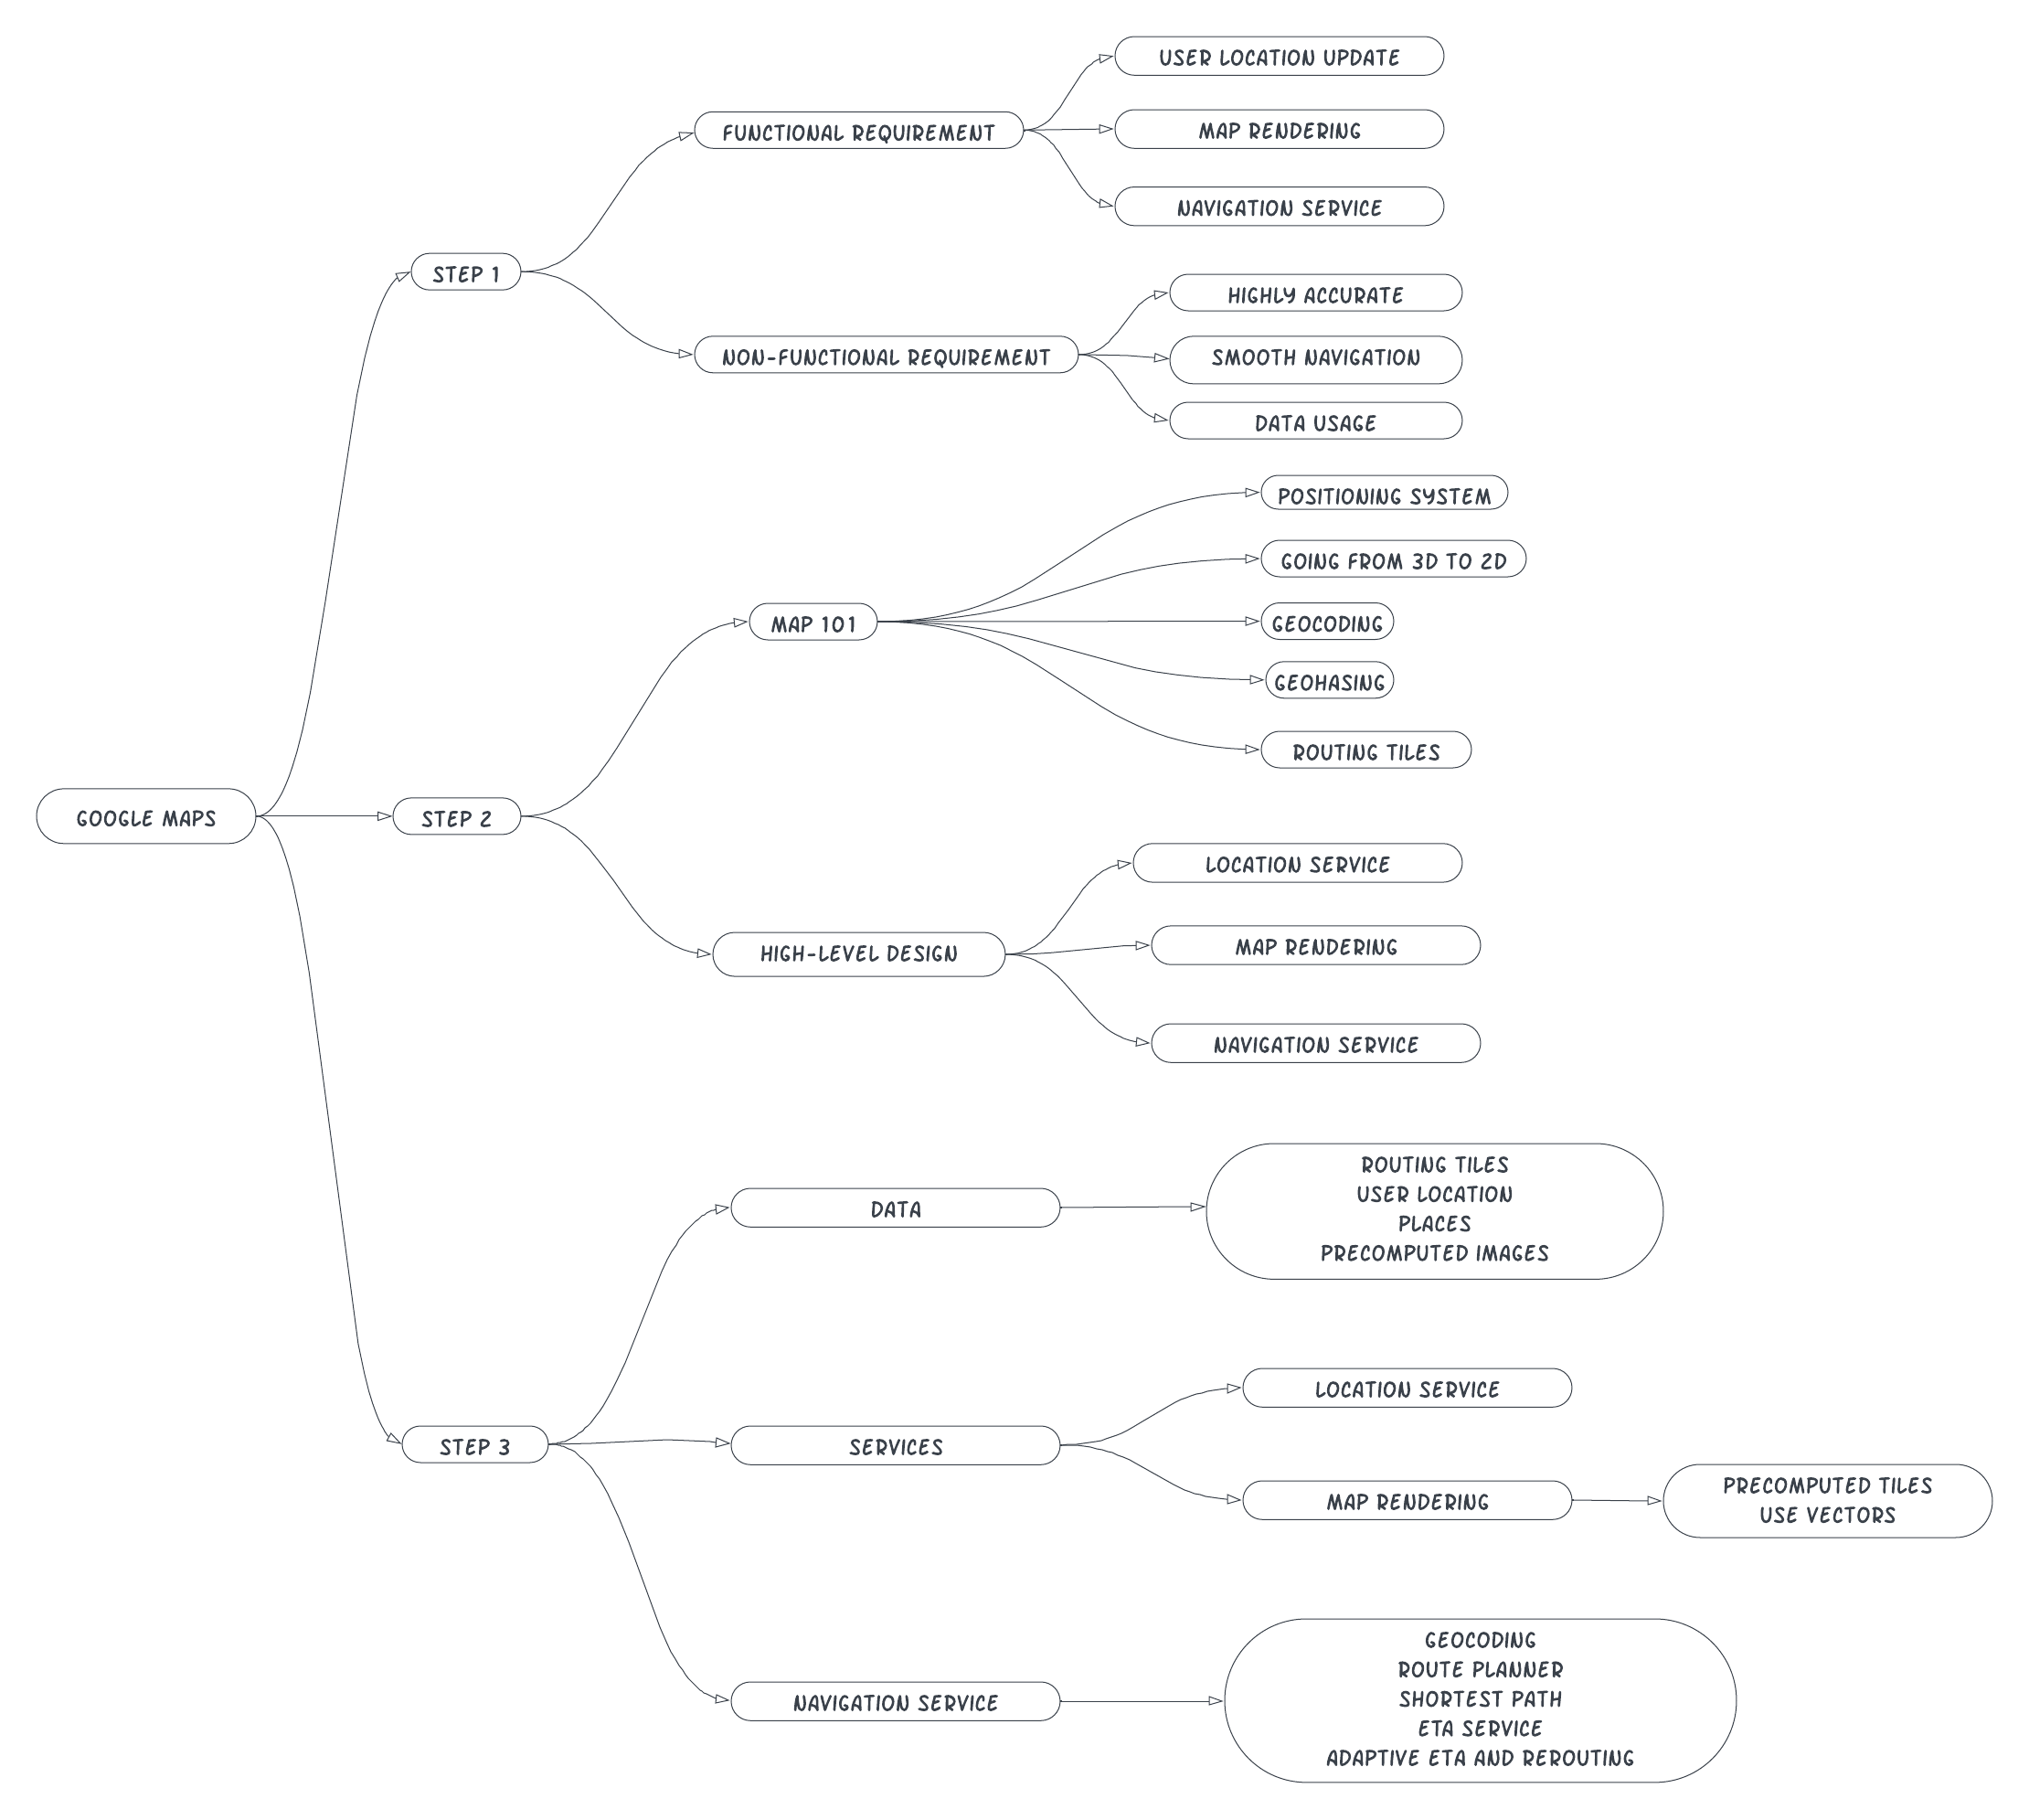 GOOGLE MAPS
STEP 1
FUNCTIONAL REQUIREMENT
USER LOCATION UPDATE
MAP RENDERING
NAVIGATION SERVICE
NON-FUNCTIONAL REQUIREMENT
HIGHLY ACCURATE
SMOOTH NAVIGATION
DATA USAGE
STEP 2
MAP 101
POSITIONING SYSTEM
GOING FROM 3D TO 2D
GEOCODING
GEOHASING
ROUTING TILES
HIGH-LEVEL DESIGN
LOCATION SERVICE
MAP RENDERING
NAVIGATION SERVICE
STEP 3
DATA
ROUTING TILES
USER LOCATION
PLACES
PRECOMPUTED IMAGES
SERVICES
LOCATION SERVICE
MAP RENDERING
PRECOMPUTED TILES
USE VECTORS
NAVIGATION SERVICE
GEOCODING
ROUTE PLANNER
SHORTEST PATH
ETA SERVICE
ADAPTIVE ETA AND REROUTING